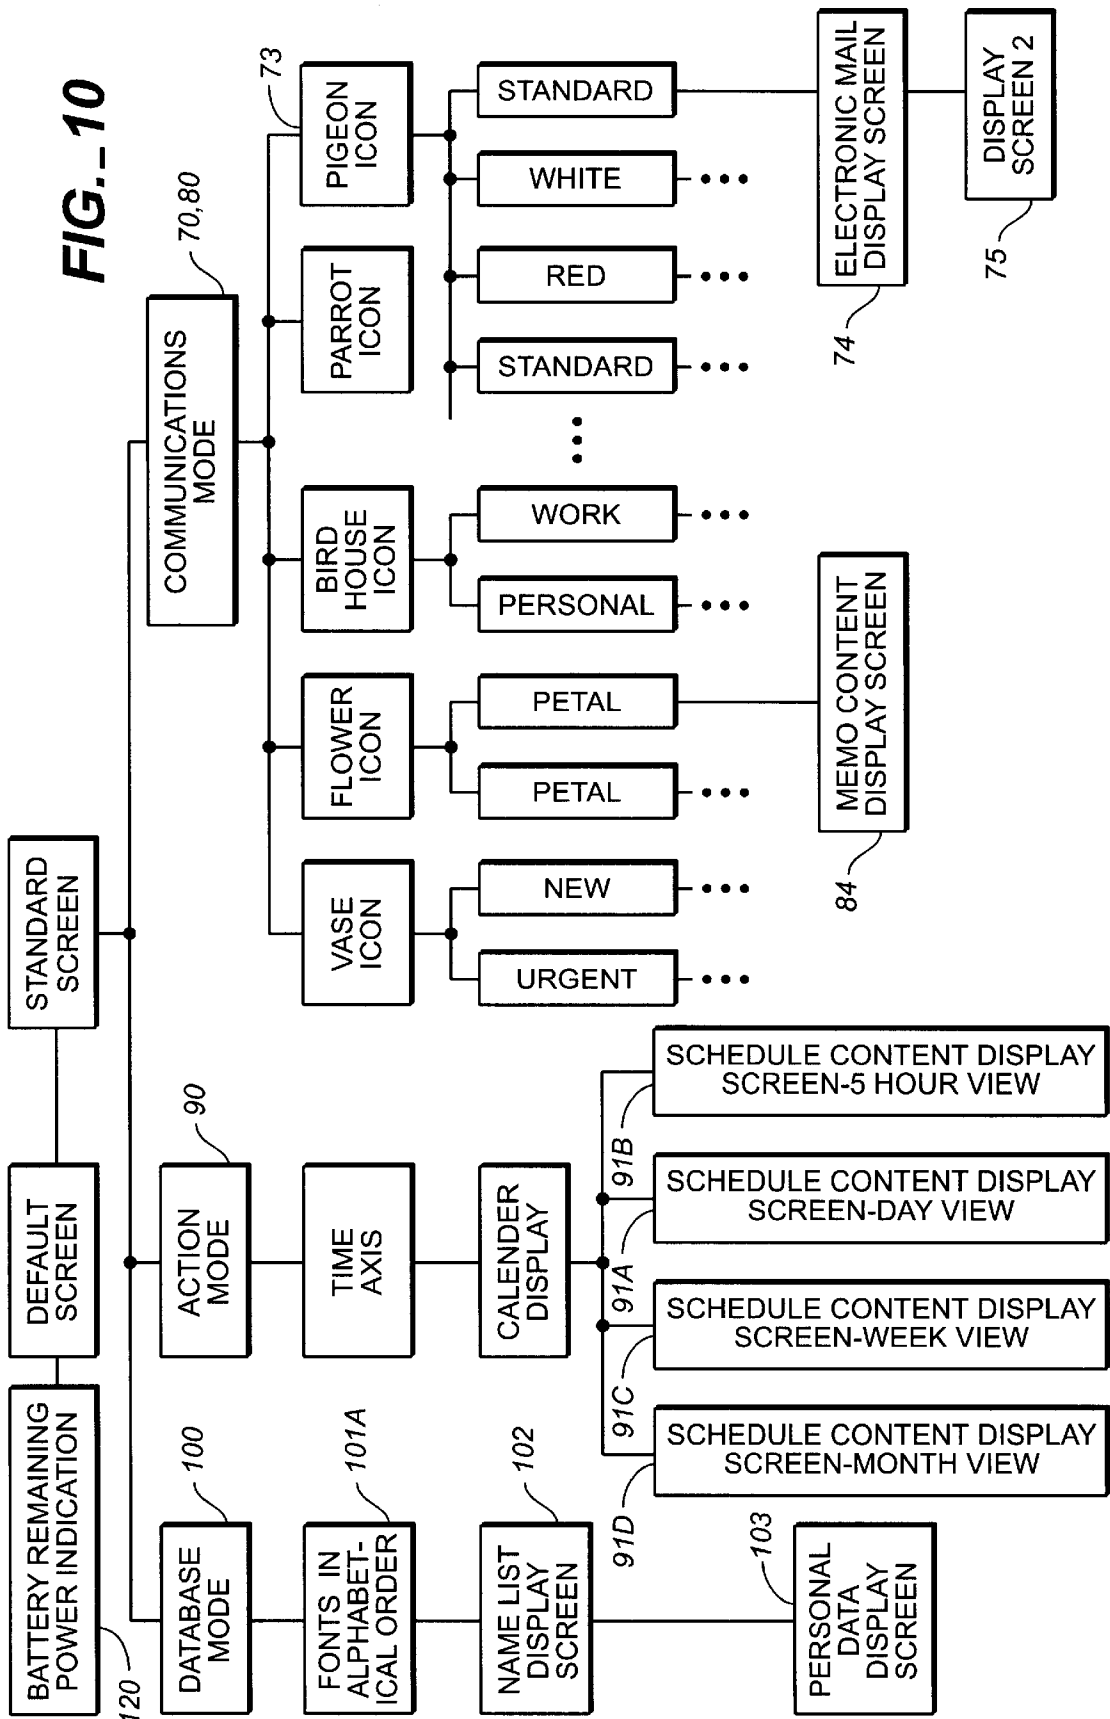 FIG._10
BATTERY REMAINING
POWER INDICATION
120
DEFAULT
SCREEN
STANDARD
SCREEN
DATABASE
MODE
100
ACTION
MODE
90
COMMUNICATIONS
MODE
70,80
FONTS IN
ALPHABET-
ICAL ORDER
101A
TIME
AXIS
VASE
ICON
FLOWER
ICON
BIRD
HOUSE
ICON
PARROT
ICON
PIGEON
ICON
73
NAME LIST
DISPLAY
SCREEN
102
CALENDER
DISPLAY
URGENT
NEW
PETAL
PETAL
PERSONAL
WORK
STANDARD
RED
WHITE
STANDARD
91D
SCHEDULE CONTENT DISPLAY
SCREEN-MONTH VIEW
91C
SCHEDULE CONTENT DISPLAY
SCREEN-WEEK VIEW
91A
SCHEDULE CONTENT DISPLAY
SCREEN-DAY VIEW
91B
SCHEDULE CONTENT DISPLAY
SCREEN-5 HOUR VIEW
PERSONAL
DATA
DISPLAY
SCREEN
103
MEMO CONTENT
DISPLAY SCREEN
84
ELECTRONIC MAIL
DISPLAY SCREEN
74
DISPLAY
SCREEN 2
75